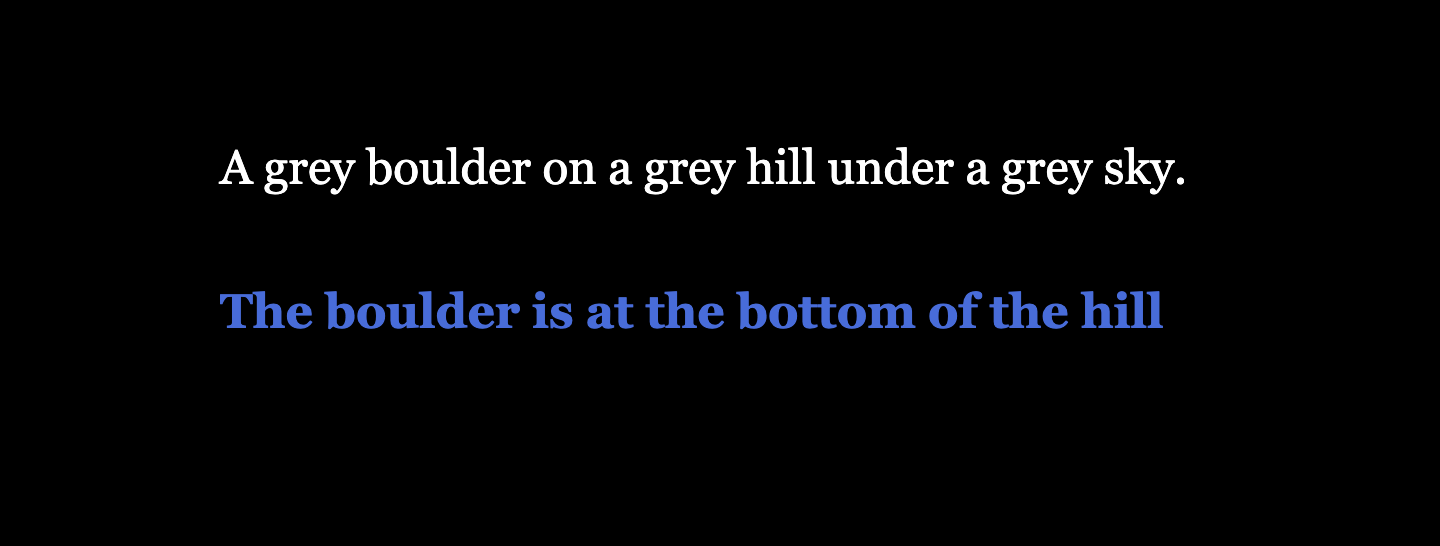 A grey boulder on a grey hill under a grey sky.
The boulder is at the bottom of the hill